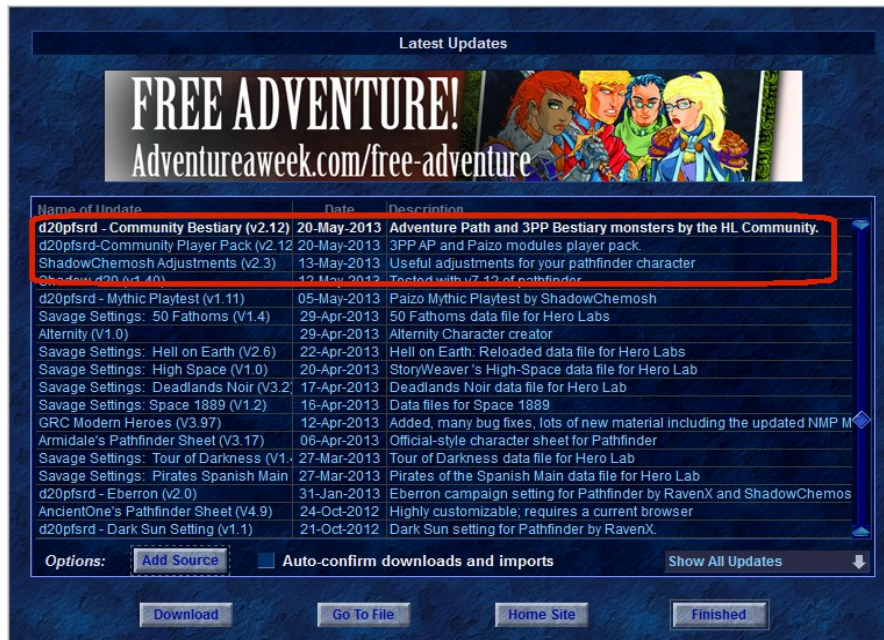 Latest Updates
FREE ADVENTURE!
Adventureaweek.com/free-adventure
Name of Update Date Description
d20pfsrd - Community Bestiary (v2.12) 20-May-2013 Adventure Path and 3PP Bestiary monsters by the HL Community.
d20pfsrd-Community Player Pack (v2.12 20-May-2013 3PP AP and Paizo modules player pack.
ShadowChemosh Adjustments (v2.3) 13-May-2013 Useful adjustments for your pathfinder character
Shadow d20 (v1.40) 12-May-2013 Tested with v7.12 of pathfinder
d20pfsrd - Mythic Playtest (v1.11) 05-May-2013 Paizo Mythic Playtest by ShadowChemosh
Savage Settings: 50 Fathoms (V1.4) 29-Apr-2013 50 Fathoms data file for Hero Labs
Alternity (V1.0) 29-Apr-2013 Alternity Character creator
Savage Settings: Hell on Earth (V2.6) 22-Apr-2013 Hell on Earth: Reloaded data file for Hero Labs
Savage Settings: High Space (V1.0) 20-Apr-2013 StoryWeaver 's High-Space data file for Hero Lab
Savage Settings: Deadlands Noir (V3.2 17-Apr-2013 Deadlands Noir data file for Hero Lab
Savage Settings: Space 1889 (V1.2) 16-Apr-2013 Data files for Space 1889
GRC Modern Heroes (V3.97) 12-Apr-2013 Added, many bug fixes, lots of new material including the updated NMP M
Armidale's Pathfinder Sheet (V3.17) 06-Apr-2013 Official-style character sheet for Pathfinder
Savage Settings: Tour of Darkness (V1. 27-Mar-2013 Tour of Darkness data file for Hero Lab
Savage Settings: Pirates Spanish Main 27-Mar-2013 Pirates of the Spanish Main data file for Hero Lab
d20pfsrd - Eberron (v2.0) 31-Jan-2013 Eberron campaign setting for Pathfinder by RavenX and ShadowChemos
AncientOne's Pathfinder Sheet (V4.9) 24-Oct-2012 Highly customizable; requires a current browser
d20pfsrd - Dark Sun Setting (v1.1) 21-Oct-2012 Dark Sun setting for Pathfinder by RavenX.
Options: Add Source Auto-confirm downloads and imports Show All Updates
Download Go To File Home Site Finished